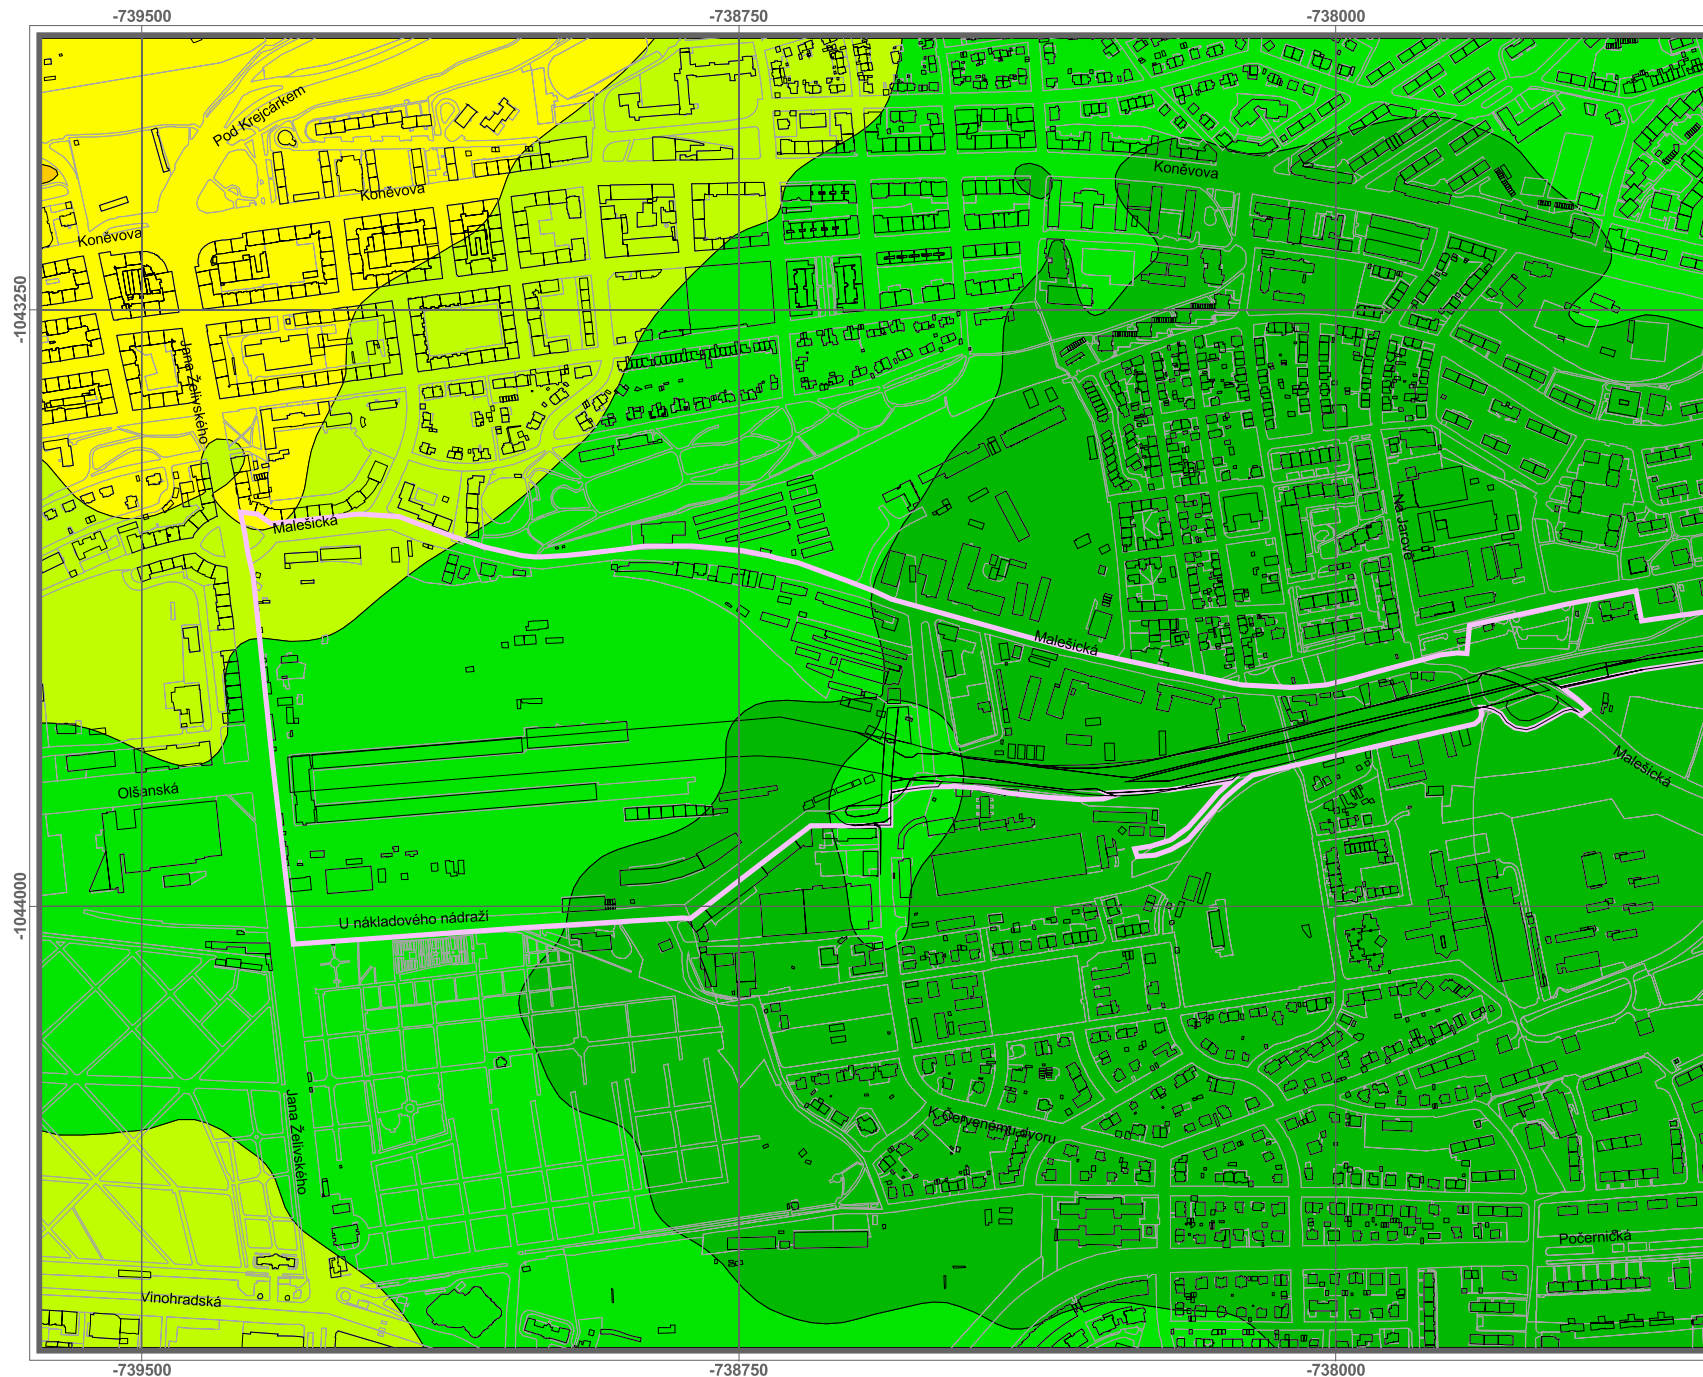 -739500
-738750
-738000
Pod Krejcárkem
Koněvova
Koněvova
Koněvova
-1043250
Jana Želivského
Malešická
Na Jarově
Malešická
Malešická
Olšanská
-1044000
U nákladového nádraží
Jana Želivského
K Červenému dvoru
Počernická
Vinohradská
-739500
-738750
-738000